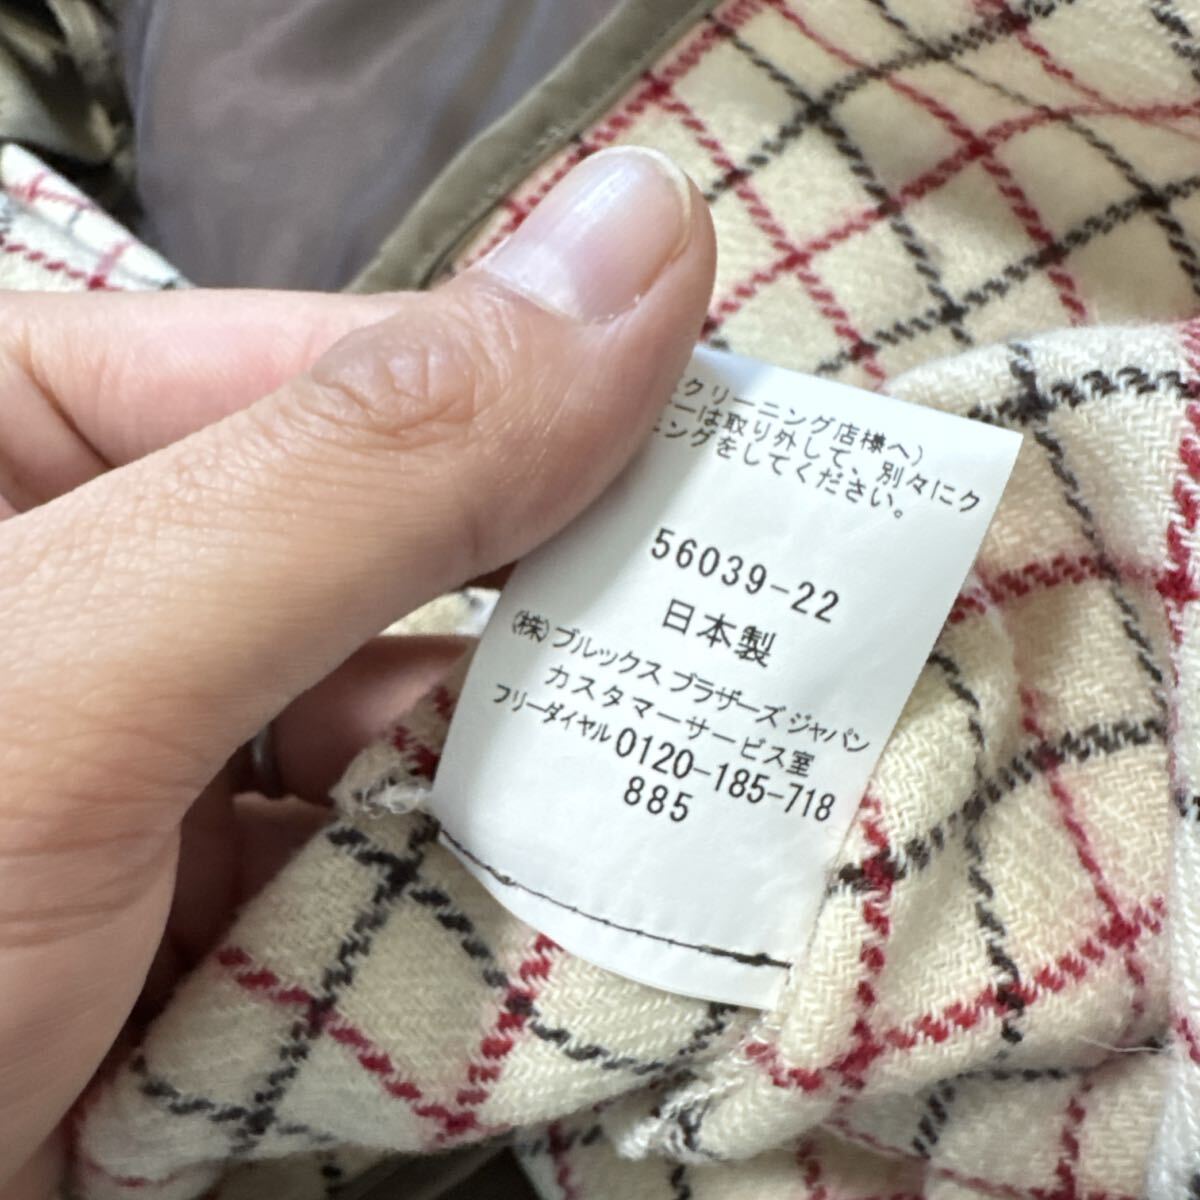 クリーニング店様へ）
ーは取り外して、別々にク
ニングをしてください。
56039-22
日本製
（株）ブルックス ブラザーズ ジャパン
カスタマーサービス室
フリーダイヤル0120-185-718
885